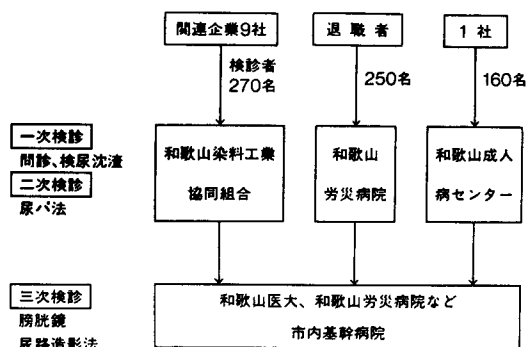 関連企業9社
退職者
1社
検診者
270名
250名
160名
一次検診
問診、検尿沈渣
二次検診
尿パ法
和歌山染料工業
協同組合
和歌山
労災病院
和歌山成人
病センター
三次検診
膀胱鏡
尿路造影法
和歌山医大、和歌山労災病院など
市内基幹病院